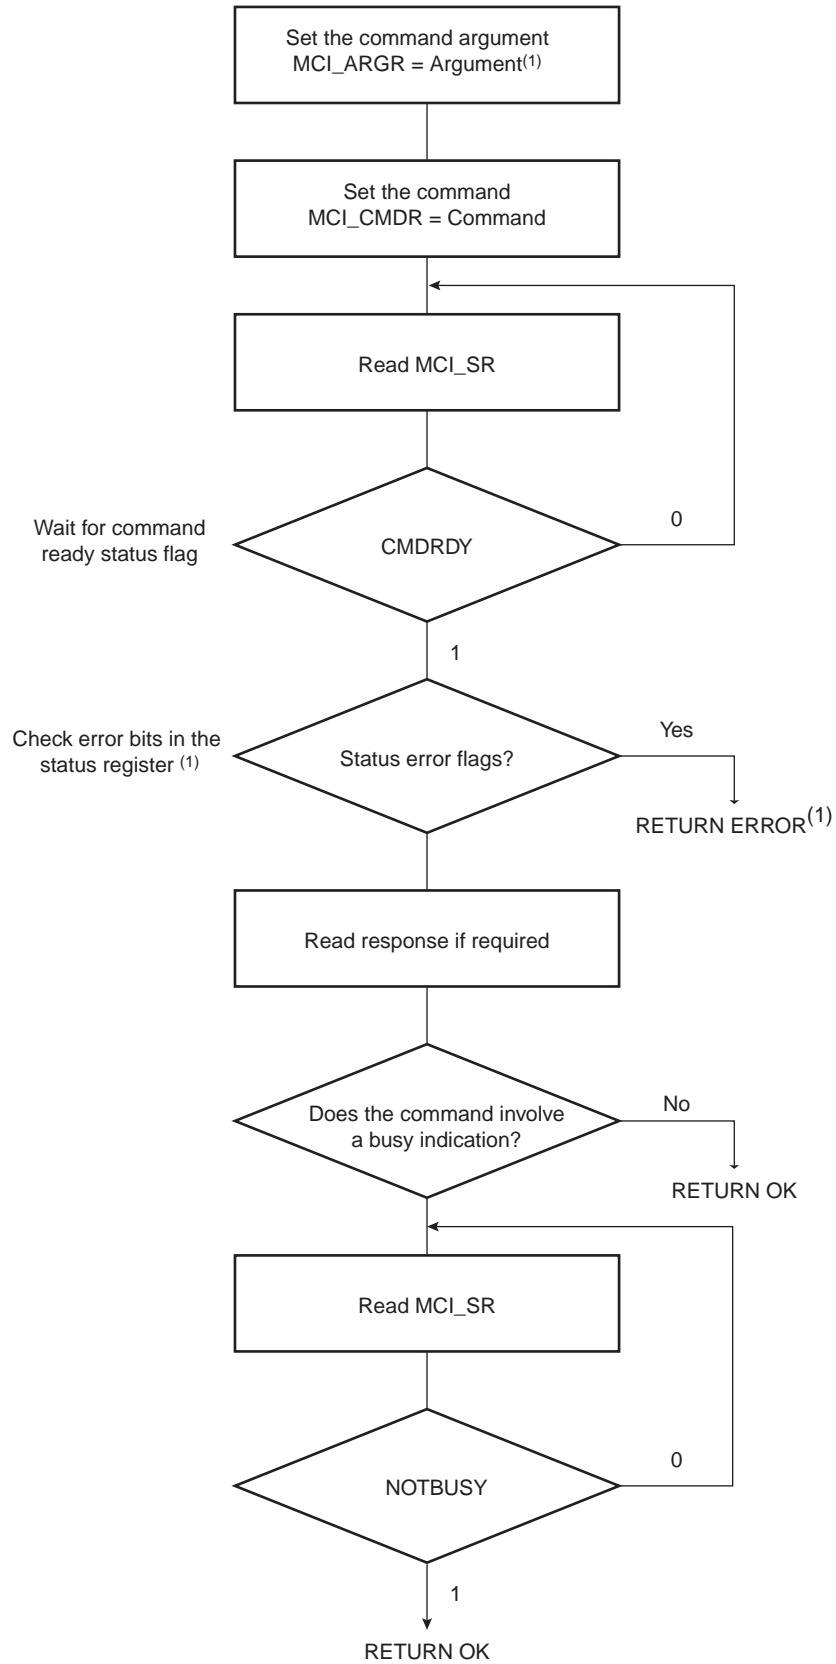 Set the command argument
MCI_ARGR = Argument(1)
Set the command
MCI_CMDR = Command
Read MCI_SR
Wait for command
ready status flag
CMDRDY
0
1
Check error bits in the
status register (1)
Status error flags?
Yes
RETURN ERROR(1)
Read response if required
Does the command involve
a busy indication?
No
RETURN OK
Read MCI_SR
NOTBUSY
0
1
RETURN OK